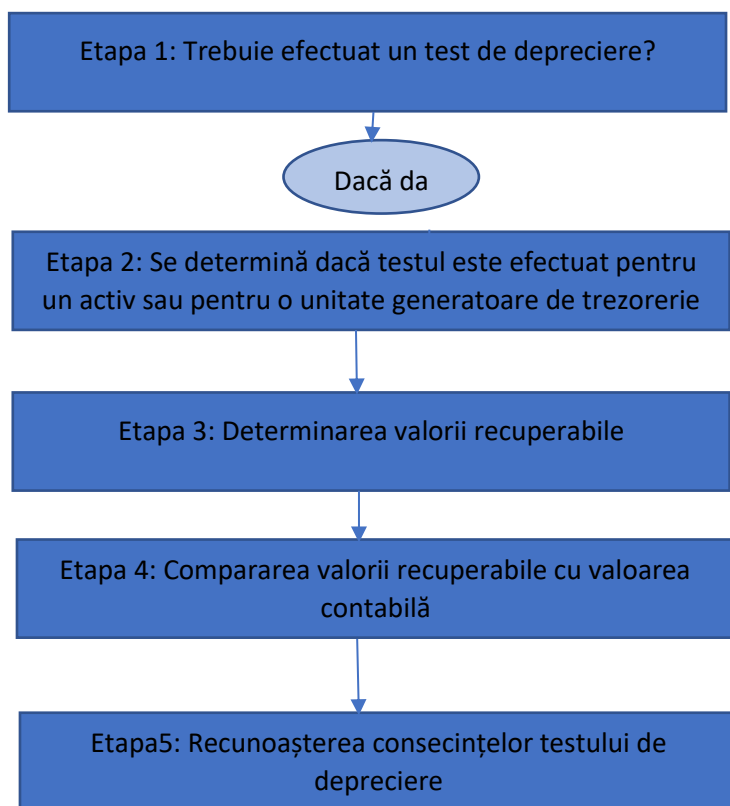 Etapa 1: Trebuie efectuat un test de depreciere?
Dacă da
Etapa 2: Se determină dacă testul este efectuat pentru
un activ sau pentru o unitate generatoare de trezorerie
Etapa 3: Determinarea valorii recuperabile
Etapa 4: Compararea valorii recuperabile cu valoarea
contabilă
Etapa5: Recunoașterea consecințelor testului de
depreciere